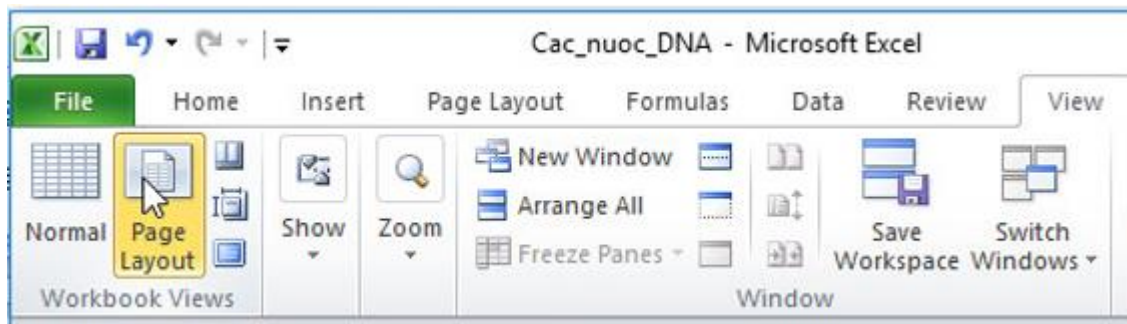 Cac_nuoc_DNA - Microsoft Excel
File Home Insert Page Layout Formulas Data Review View
Normal
Page Layout
Show
Zoom
New Window
Arrange All
Freeze Panes
Save Workspace
Switch Windows
Workbook Views
Window